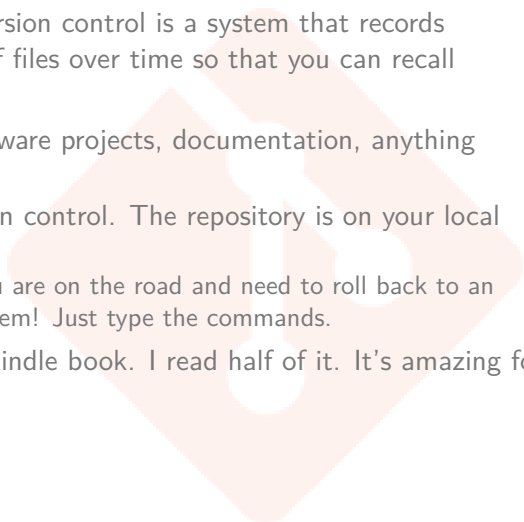 rsion control is a system that records
f files over time so that you can recall
ware projects, documentation, anything
n control. The repository is on your local
u are on the road and need to roll back to an
em! Just type the commands.
indle book. I read half of it. It's amazing fo